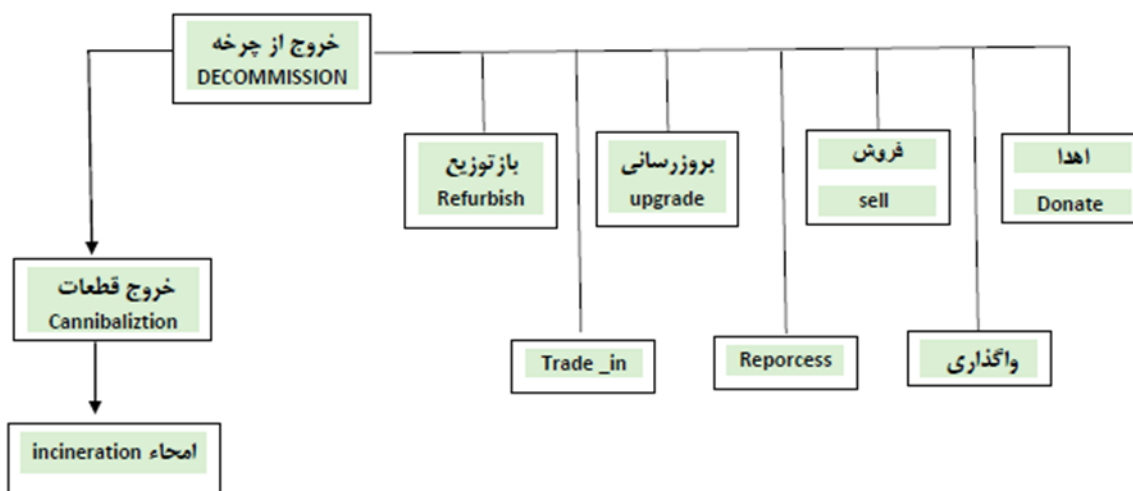 خروج از چرخه
DECOMMISSION
بازتوزیع
Refurbish
بروزرسانی
upgrade
فروش
sell
اهدا
Donate
خروج قطعات
Cannibaliztion
Trade _in
Reporcess
واگذاری
امحاء incineration